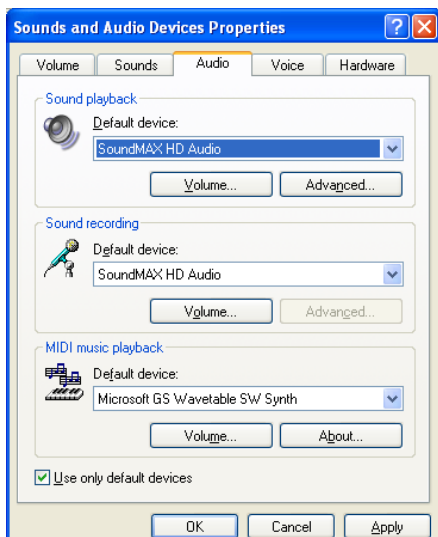 Sounds and Audio Devices Properties
Volume Sounds Audio Voice Hardware
Sound playback
Default device:
SoundMAX HD Audio
Volume... Advanced...
Sound recording
Default device:
SoundMAX HD Audio
Volume... Advanced...
MIDI music playback
Default device:
Microsoft GS Wavetable SW Synth
Volume... About...
Use only default devices
OK Cancel Apply